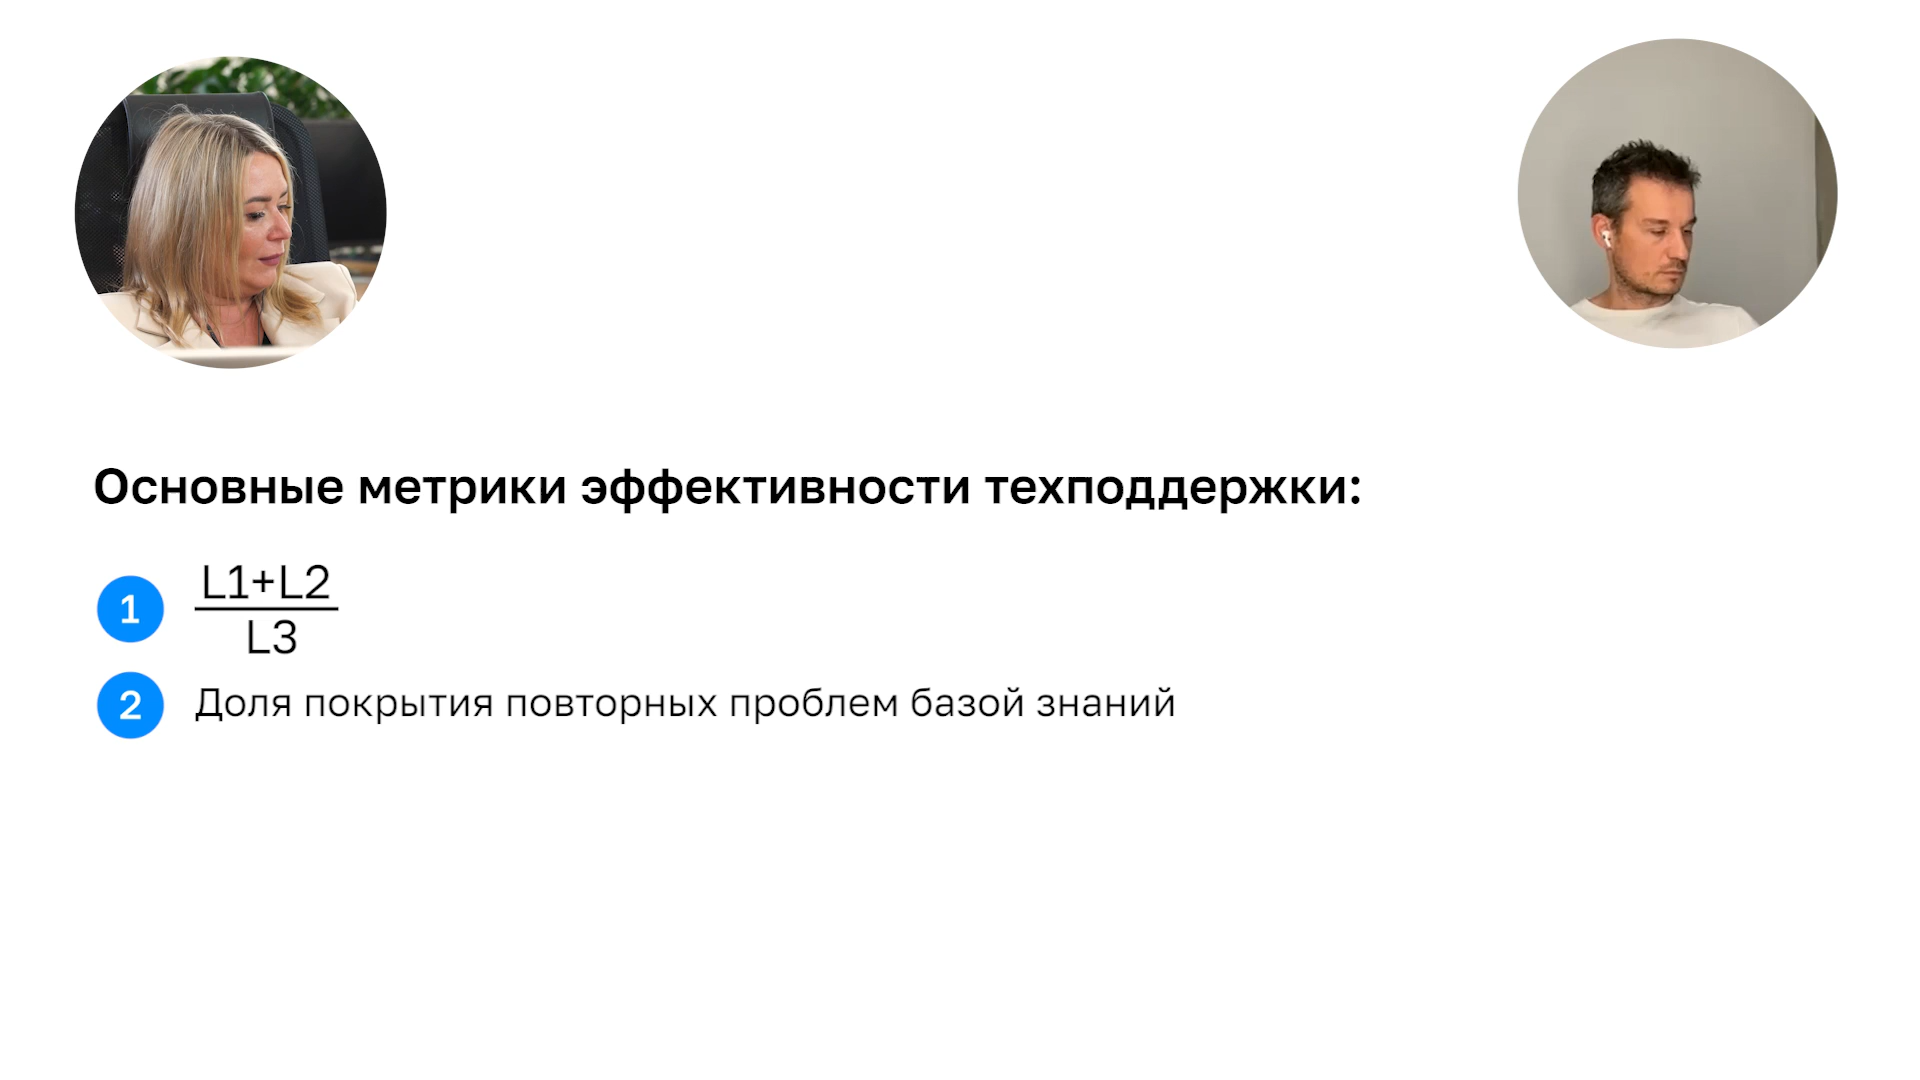 Основные метрики эффективности техподдержки:
1
L1+L2
L3
2 Доля покрытия повторных проблем базой знаний